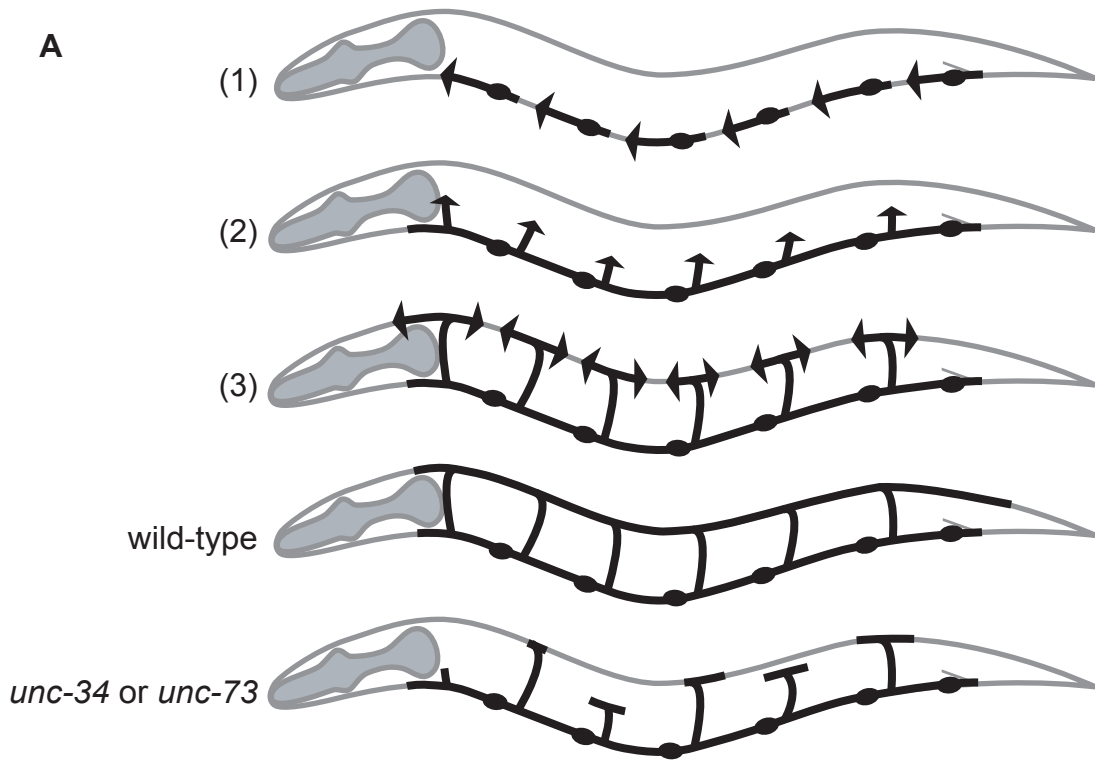 A
(1)
(2)
(3)
wild-type
unc-34 or unc-73